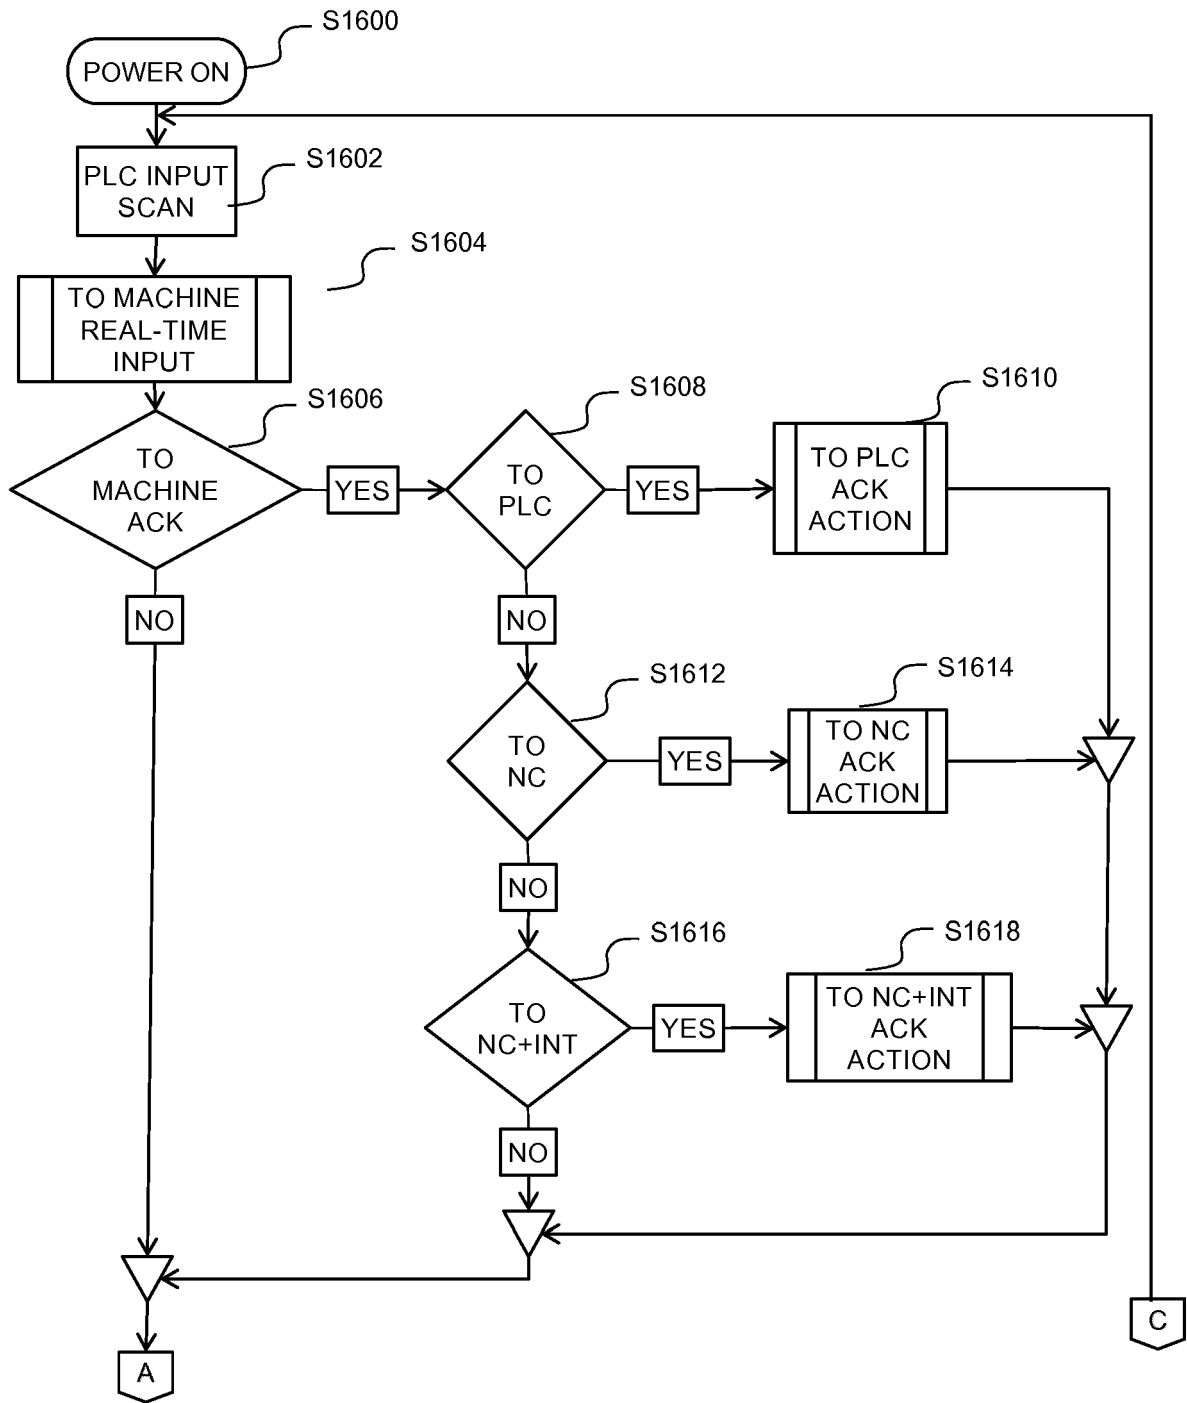 S1600
POWER ON
S1602
PLC INPUT
SCAN
S1604
TO MACHINE
REAL-TIME
INPUT
S1606
TO
MACHINE
ACK
YES
S1608
TO
PLC
YES
S1610
TO PLC
ACK
ACTION
NO
NO
S1612
TO
NC
YES
S1614
TO NC
ACK
ACTION
NO
S1616
TO
NC+INT
YES
S1618
TO NC+INT
ACK
ACTION
NO
C
A